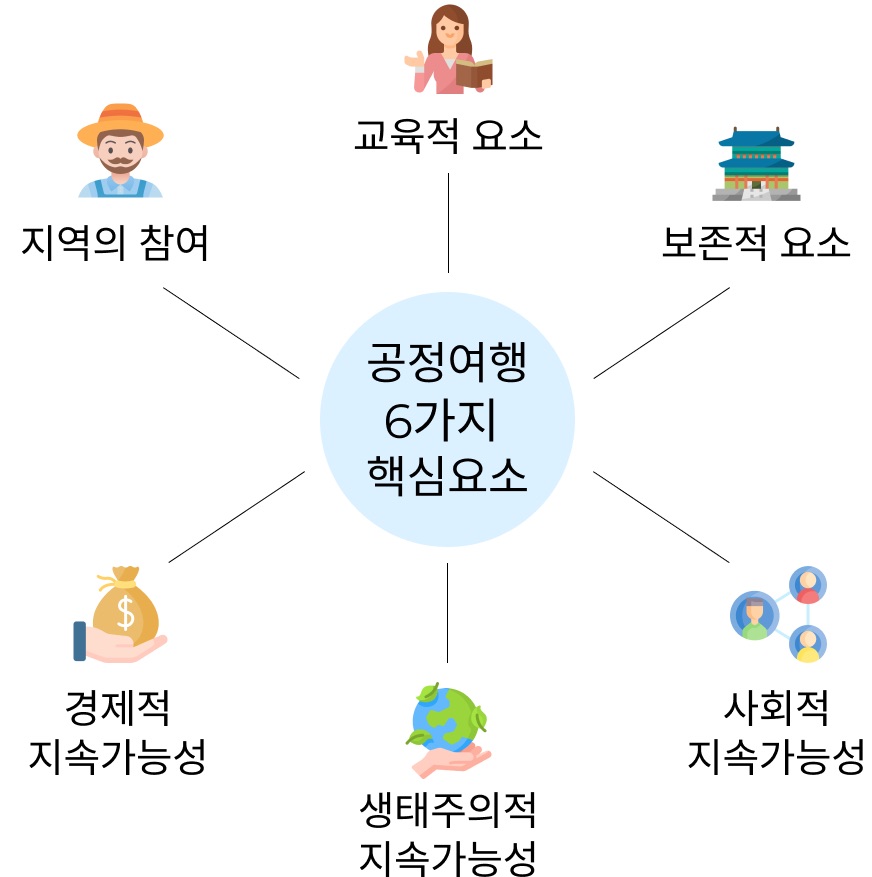 교육적 요소
지역의 참여
보존적 요소
공정여행
6가지
핵심요소
경제적
지속가능성
사회적
지속가능성
생태주의적
지속가능성
$